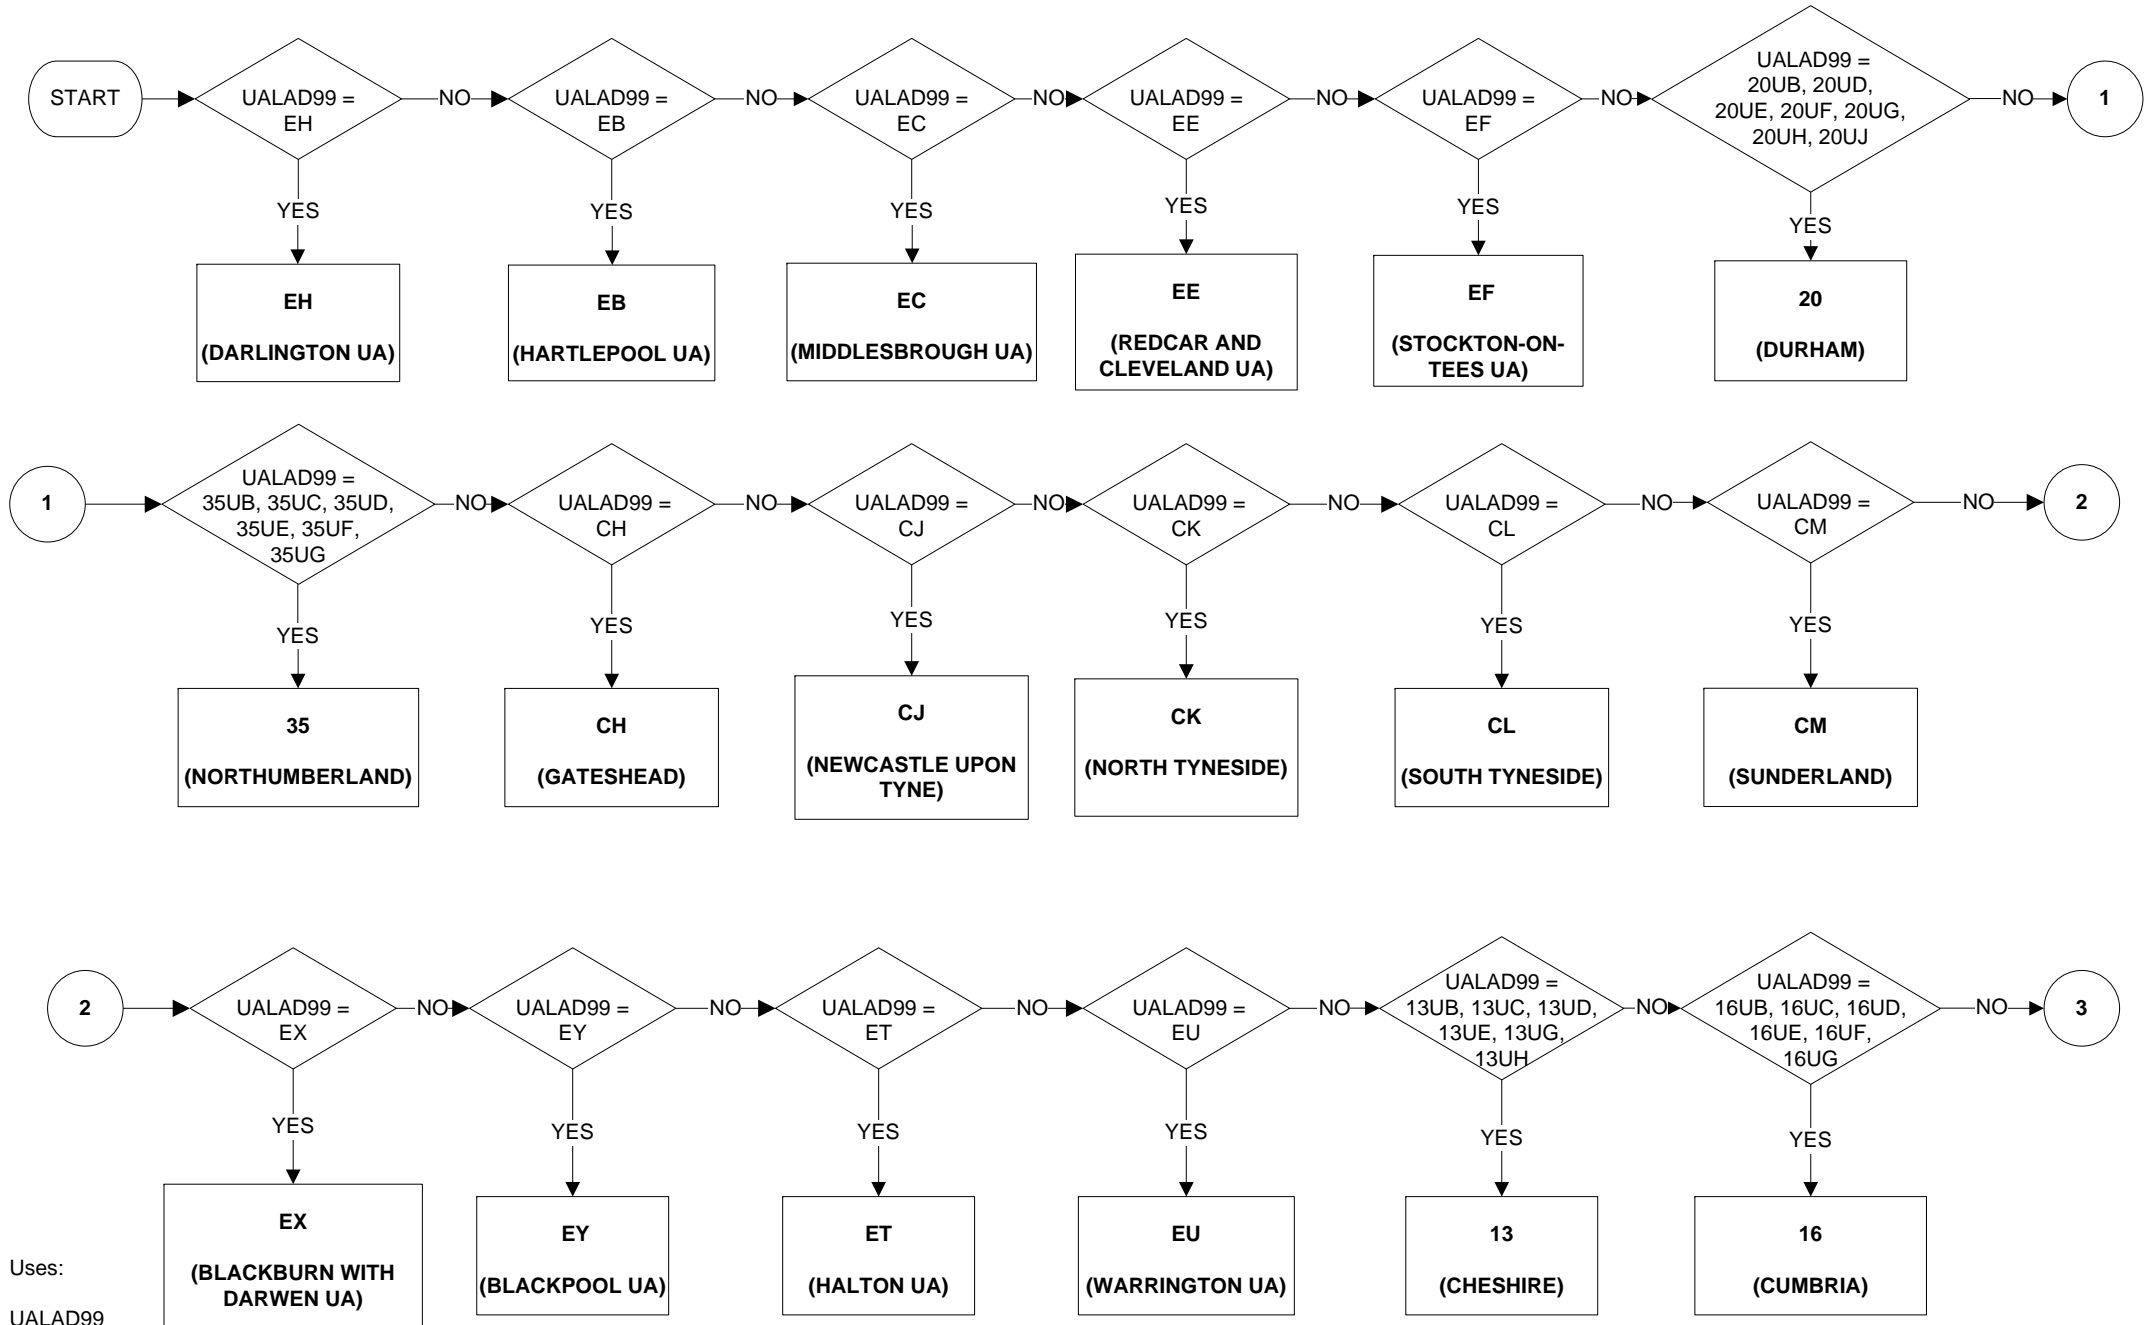 START
UALAD99 =
EH
NO
UALAD99 =
EB
NO
UALAD99 =
EC
NO
UALAD99 =
EE
NO
UALAD99 =
EF
NO
UALAD99 =
20UB, 20UD,
20UE, 20UF, 20UG,
20UH, 20UJ
NO
1
YES
YES
YES
YES
YES
YES
EH
(DARLINGTON UA)
EB
(HARTLEPOOL UA)
EC
(MIDDLESBROUGH UA)
EE
(REDCAR AND
CLEVELAND UA)
EF
(STOCKTON-ON-
TEES UA)
20
(DURHAM)
1
UALAD99 =
35UB, 35UC, 35UD,
35UE, 35UF,
35UG
NO
UALAD99 =
CH
NO
UALAD99 =
CJ
NO
UALAD99 =
CK
NO
UALAD99 =
CL
NO
UALAD99 =
CM
NO
2
YES
YES
YES
YES
YES
YES
35
(NORTHUMBERLAND)
CH
(GATESHEAD)
CJ
(NEWCASTLE UPON
TYNE)
CK
(NORTH TYNESIDE)
CL
(SOUTH TYNESIDE)
CM
(SUNDERLAND)
2
UALAD99 =
EX
NO
UALAD99 =
EY
NO
UALAD99 =
ET
NO
UALAD99 =
EU
NO
UALAD99 =
13UB, 13UC, 13UD,
13UE, 13UG,
13UH
NO
UALAD99 =
16UB, 16UC, 16UD,
16UE, 16UF,
16UG
NO
3
YES
YES
YES
YES
YES
YES
EX
(BLACKBURN WITH
DARWEN UA)
EY
(BLACKPOOL UA)
ET
(HALTON UA)
EU
(WARRINGTON UA)
13
(CHESHIRE)
16
(CUMBRIA)
Uses:
UALAD99